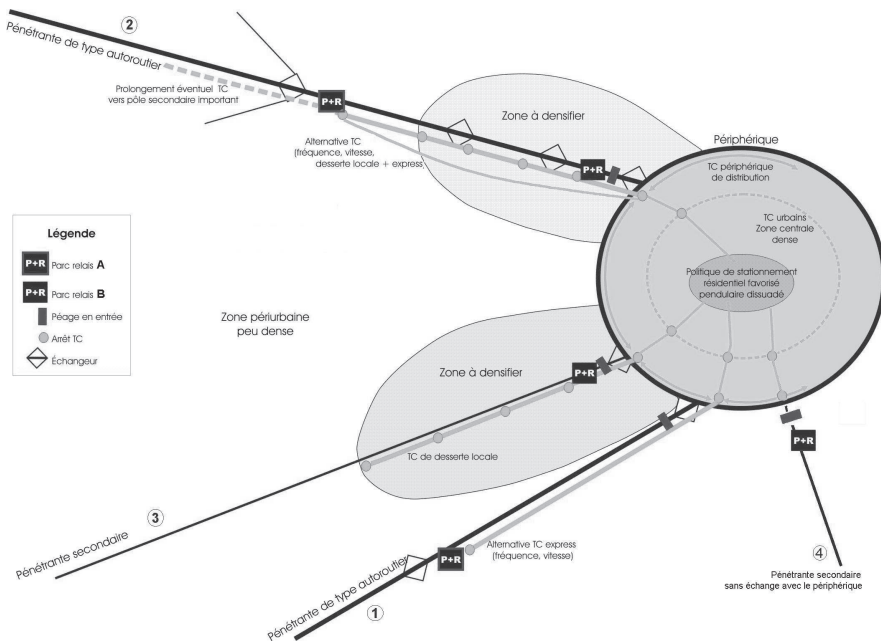 ②
Pénétrante de type autoroutier
Prolongement éventuel TC
vers pôle secondaire important
P+R
Alternative TC
(fréquence, vitesse,
desserte locale + express
Zone à densifier
P+R
Périphérique
TC périphérique
de distribution
TC urbains
Zone centrale
dense
Politique de stationnement
résidentiel favorisé
pendulaire dissuadé
Légende
P+R Parc relais A
P+R Parc relais B
Péage en entrée
Arrêt TC
Échangeur
Zone périurbaine
peu dense
Zone à densifier
P+R
TC de desserte locale
③
Pénétrante secondaire
P+R
Alternative TC express
(fréquence, vitesse)
Pénétrante de type autoroutier
①
P+R
④
Pénétrante secondaire
sans échange avec le périphérique